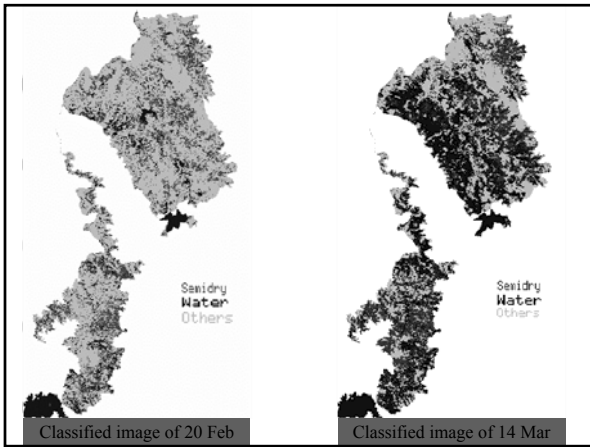 Semidry
Water
Others
Classified image of 20 Feb
Semidry
Water
Others
Classified image of 14 Mar